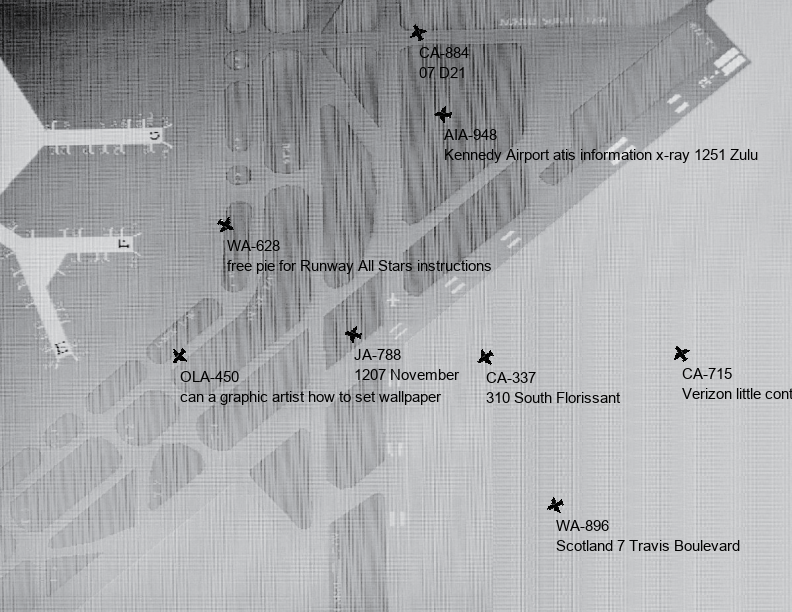 CA-884
07 D21
AIA-948
Kennedy Airport atis information x-ray 1251 Zulu
G
WA-628
free pie for Runway All Stars instructions
F
JA-788
1207 November
OLA-450
can a graphic artist how to set wallpaper
CA-337
310 South Florissant
CA-715
Verizon little cont
WA-896
Scotland 7 Travis Boulevard